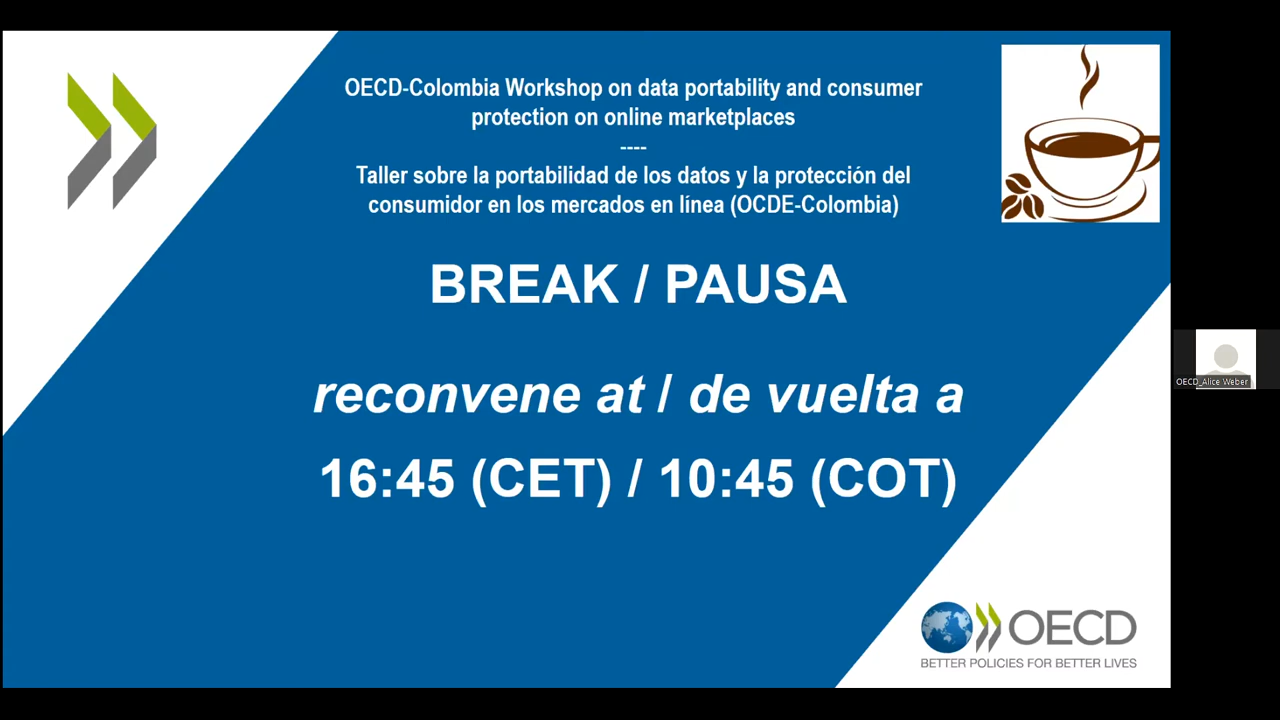 OECD-Colombia Workshop on data portability and consumer
protection on online marketplaces
----
Taller sobre la portabilidad de los datos y la protección del
consumidor en los mercados en línea (OCDE-Colombia)
BREAK / PAUSA
reconvene at / de vuelta a
16:45 (CET) / 10:45 (COT)
OECD_Alice Weber
OECD
BETTER POLICIES FOR BETTER LIVES